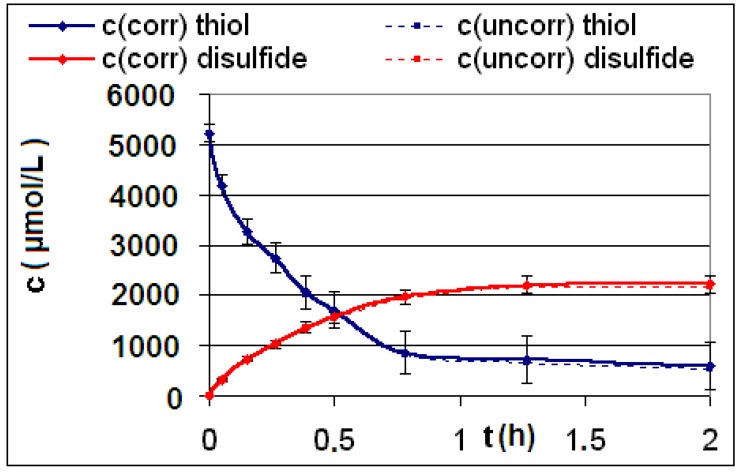 c(corr) thiol
c(uncorr) thiol
c(corr) disulfide
c(uncorr) disulfide
6000
5000
4000
3000
2000
1000
0
c ( µmol/L )
0
0.5
1
1.5
2
t (h)